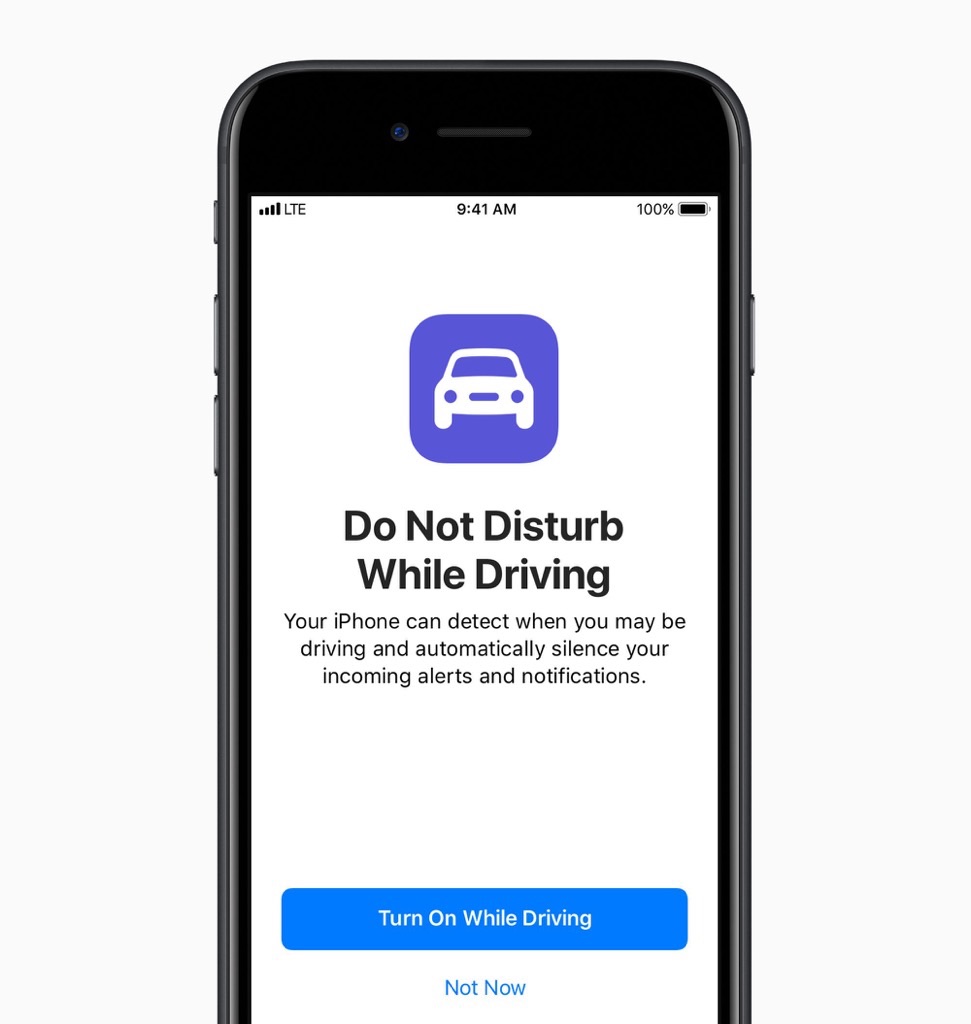 LTE 9:41 AM 100%
Do Not Disturb
While Driving
Your iPhone can detect when you may be
driving and automatically silence your
incoming alerts and notifications.
Turn On While Driving
Not Now